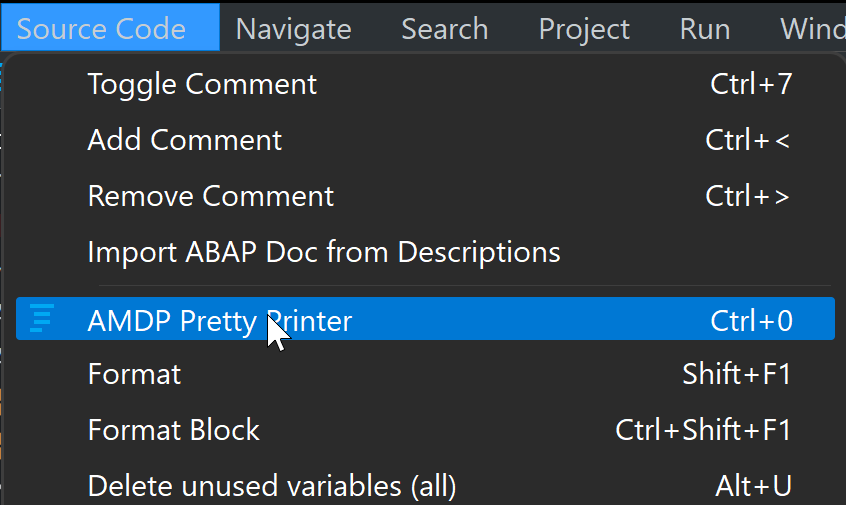 Source Code Navigate Search Project Run Wind
Toggle Comment Ctrl+7
Add Comment Ctrl+<
Remove Comment Ctrl+>
Import ABAP Doc from Descriptions
AMDP Pretty Printer Ctrl+0
Format Shift+F1
Format Block Ctrl+Shift+F1
Delete unused variables (all) Alt+U